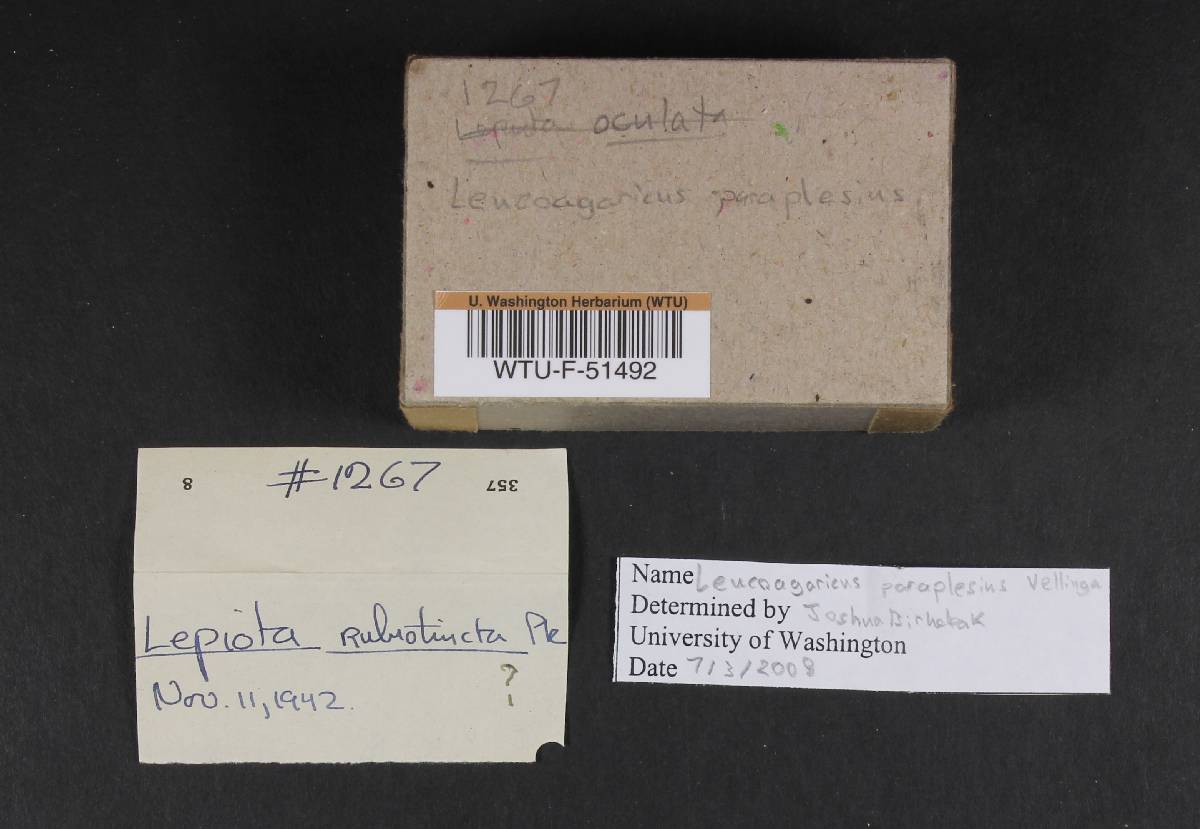 1267
Lepiota oculata
Leucoagaricus paraplesius
U. Washington Herbarium (WTU)
WTU-F-51492
8 #1267 357
Lepiota rubrotincta Pk
Nov. 11, 1942.
?
Name Leucoagaricus paraplesius Vellinga
Determined by Joshua Birkebak
University of Washington
Date 7/3/2008